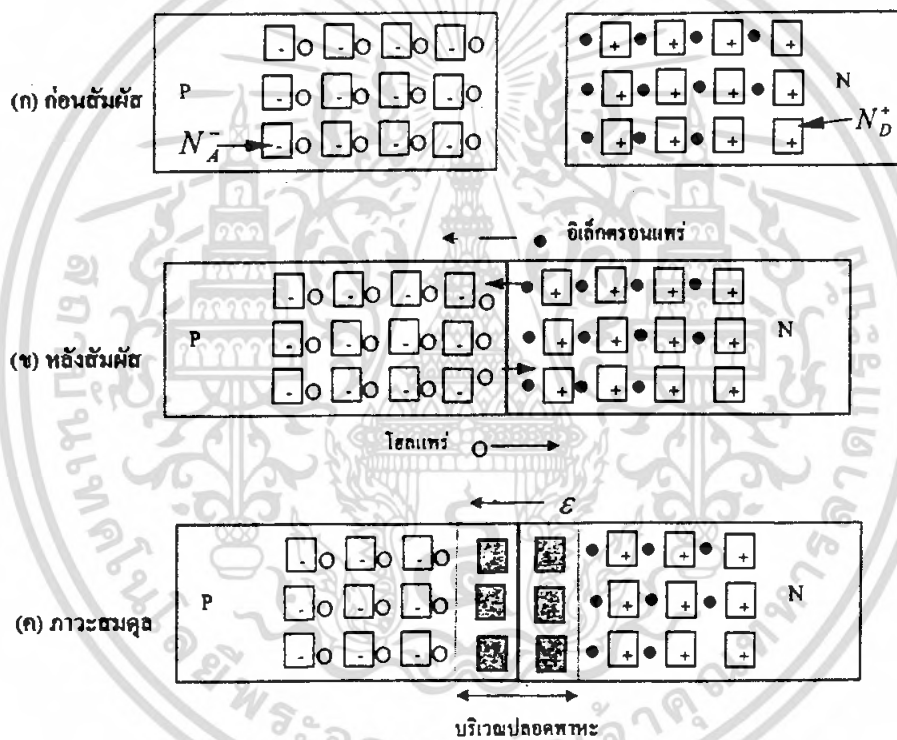 (ก) ก่อนสัมผัส
P
N
N_A^-
N_D^+
อิเล็กตรอนแพร่
(ข) หลังสัมผัส
P
N
โฮลแพร่
ε
(ค) ภาวะสมดุล
P
N
บริเวณปลอดพาหะ